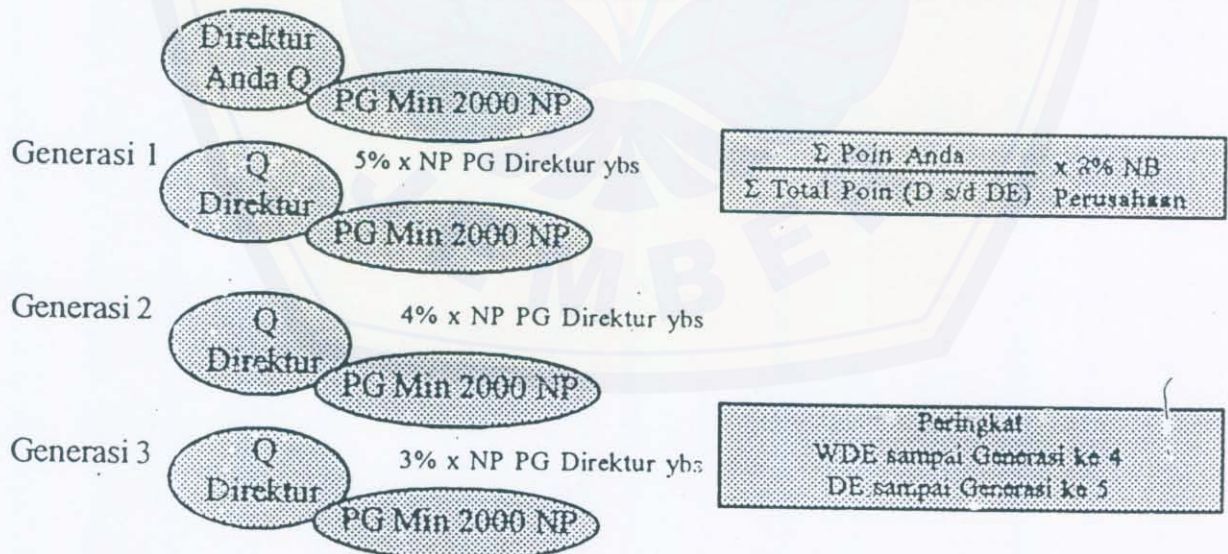 Direktur
Anda Q
PG Min 2000 NP
Generasi 1
Q
Direktur
5% x NP PG Direktur ybs
PG Min 2000 NP
Σ Poin Anda
Σ Total Poin (D s/d DE)
x 2% NB
Perusahaan
Generasi 2
Q
Direktur
4% x NP PG Direktur ybs
PG Min 2000 NP
Generasi 3
Q
Direktur
3% x NP PG Direktur ybs
PG Min 2000 NP
Peringkat
WDE sampai Generasi ke 4
DE sampai Generasi ke 5